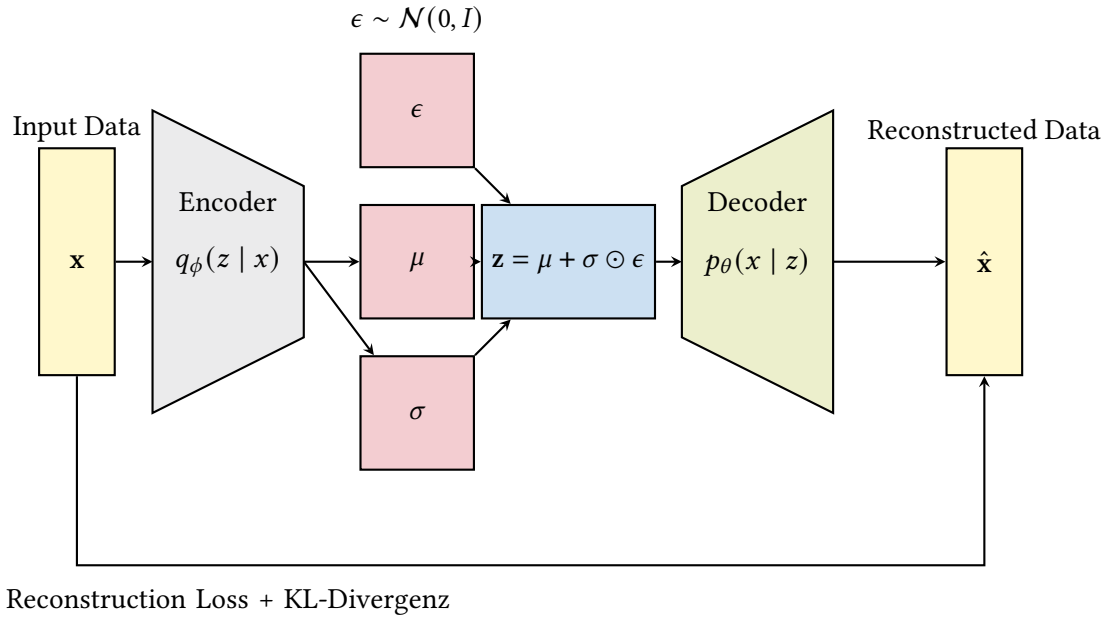 ϵ ∼ 𝒩(0, I)
ϵ
Input Data
Reconstructed Data
Encoder
Decoder
x
q_ϕ(z | x)
μ
z = μ + σ ⊙ ϵ
p_θ(x | z)
x̂
σ
Reconstruction Loss + KL-Divergenz